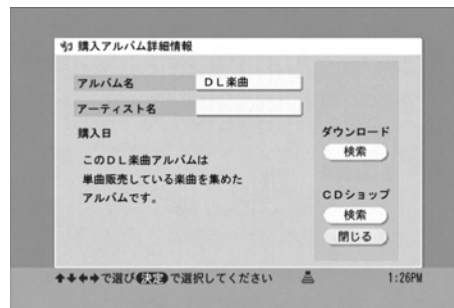 購入アルバム詳細情報
アルバム名 DL楽曲
アーティスト名
購入日
このDL楽曲アルバムは
単曲販売している楽曲を集めた
アルバムです。
ダウンロード
検索
CDショップ
検索
閉じる
↑↓←→で選び決定で選択してください 1:26PM